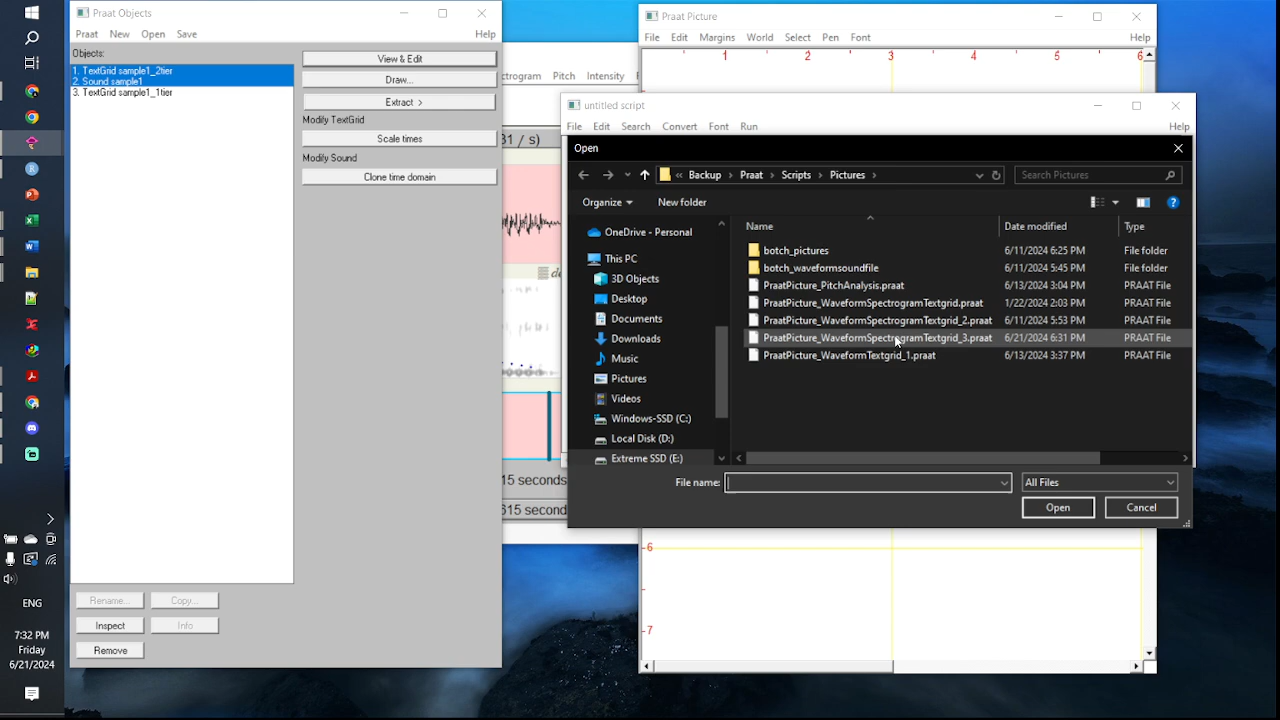 Praat Objects
Praat New Open Save Help
Objects:
1. TextGrid sample1_2tier
2. Sound sample1
3. TextGrid sample1_1tier
View & Edit
Draw...
Extract >
Modify TextGrid
Scale times
Modify Sound
Clone time domain
Rename... Copy...
Inspect Info
Remove
ctrogram Pitch Intensity
31 / s)
15 seconds
615 second
Praat Picture
File Edit Margins World Select Pen Font Help
1 2 3 4 5 6
-6
-7
untitled script
File Edit Search Convert Font Run Help
Open
« Backup > Praat > Scripts > Pictures >
Search Pictures
Organize New folder
OneDrive - Personal
This PC
3D Objects
Desktop
Documents
Downloads
Music
Pictures
Videos
Windows-SSD (C:)
Local Disk (D:)
Extreme SSD (E:)
Name Date modified Type
botch_pictures 6/11/2024 6:25 PM File folder
botch_waveformsoundfile 6/11/2024 5:45 PM File folder
PraatPicture_PitchAnalysis.praat 6/13/2024 3:04 PM PRAAT File
PraatPicture_WaveformSpectrogramTextgrid.praat 1/22/2024 2:03 PM PRAAT File
PraatPicture_WaveformSpectrogramTextgrid_2.praat 6/11/2024 5:53 PM PRAAT File
PraatPicture_WaveformSpectrogramTextgrid_3.praat 6/21/2024 6:31 PM PRAAT File
PraatPicture_WaveformTextgrid_1.praat 6/13/2024 3:37 PM PRAAT File
File name:
All Files
Open Cancel
ENG
7:32 PM
Friday
6/21/2024